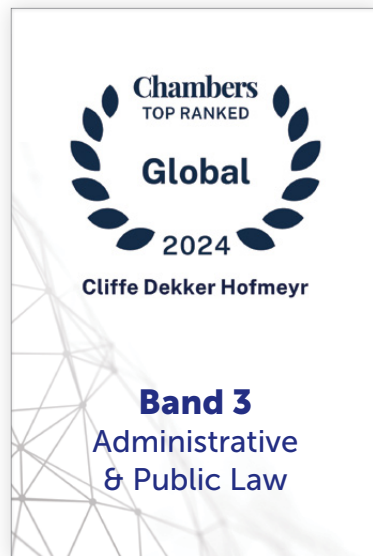 Chambers
TOP RANKED
Global
2024
Cliffe Dekker Hofmeyr
Band 3
Administrative
& Public Law